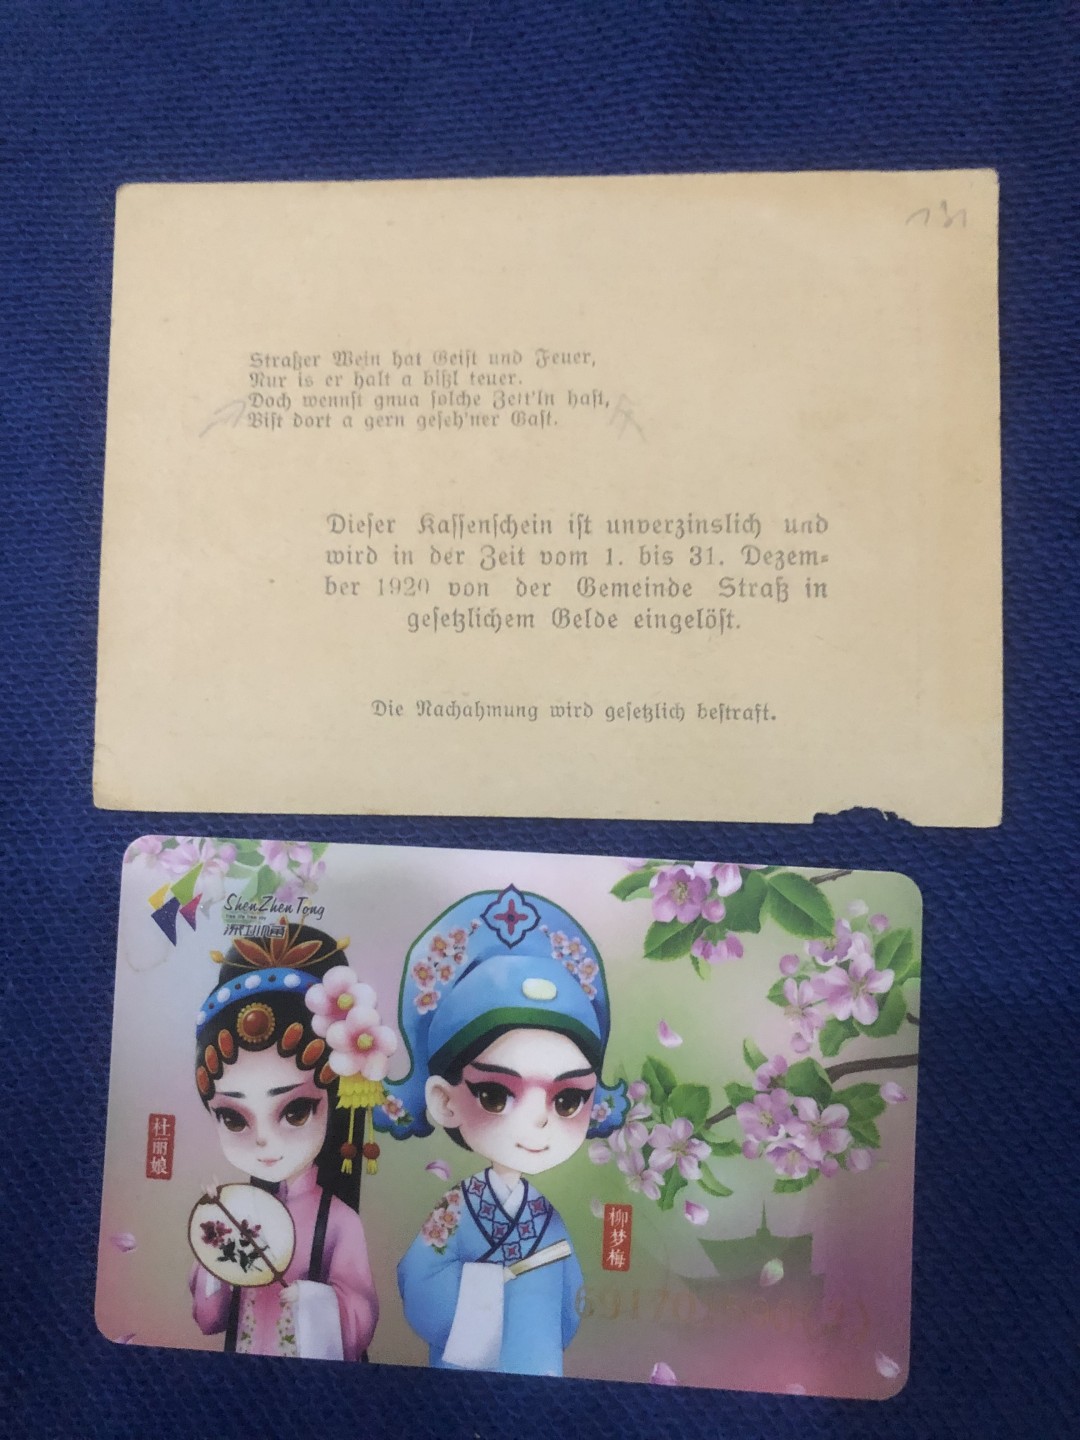 131
Straßer Wein hat Geist und Feuer,
Nur is er halt a bißl teuer.
Doch wennst gnua solche Zett'ln hast,
Bist dort a gern geseh'ner Gast.
Dieser Kassenschein ist unverzinslich und
wird in der Zeit vom 1. bis 31. Dezem-
ber 1920 von der Gemeinde Straß in
gesetzlichem Gelde eingelöst.
Die Nachahmung wird gesetzlich bestraft.
ShenZhenTong
深圳通
杜丽娘
柳梦梅